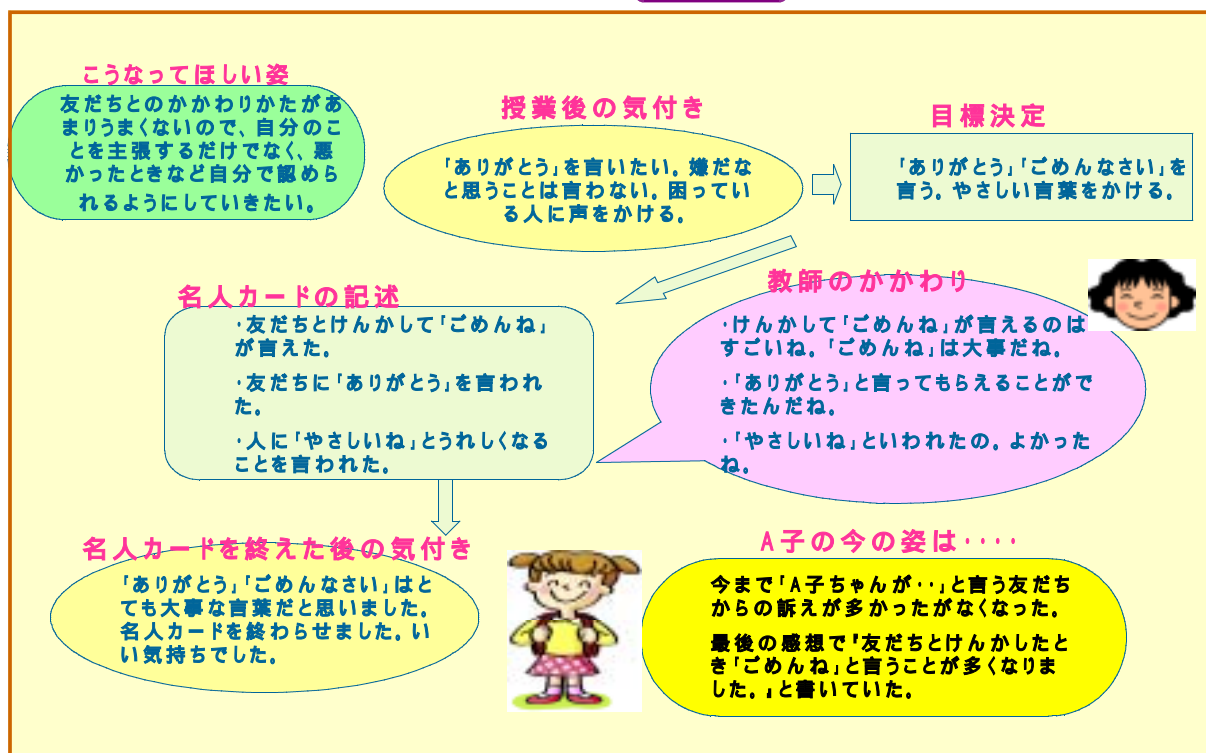 こうなってほしい姿
友だちとのかかわりかたがあ
まりうまくないので、自分のこ
とを主張するだけでなく、悪
かったときなど自分で認めら
れるようにしていきたい。
授業後の気付き
「ありがとう」を言いたい。嫌だな
と思うことは言わない。困ってい
る人に声をかける。
目標決定
「ありがとう」「ごめんなさい」を
言う。やさしい言葉をかける。
名人カードの記述
・友だちとけんかして「ごめんね」
が言えた。
・友だちに「ありがとう」を言われ
た。
・人に「やさしいね」とうれしくなる
ことを言われた。
教師のかかわり
・けんかして「ごめんね」が言えるのは
すごいね。「ごめんね」は大事だね。
・「ありがとう」と言ってもらえることがで
きたんだね。
・「やさしいね」といわれたの。よかった
ね。
名人カードを終えた後の気付き
「ありがとう」「ごめんなさい」はと
ても大事な言葉だと思いました。
名人カードを終わらせました。い
い気持ちでした。
A子の今の姿は‥‥
今まで「A子ちゃんが‥」と言う友だち
からの訴えが多かったがなくなった。
最後の感想で『友だちとけんかしたと
き「ごめんね」と言うことが多くなりま
した。』と書いていた。